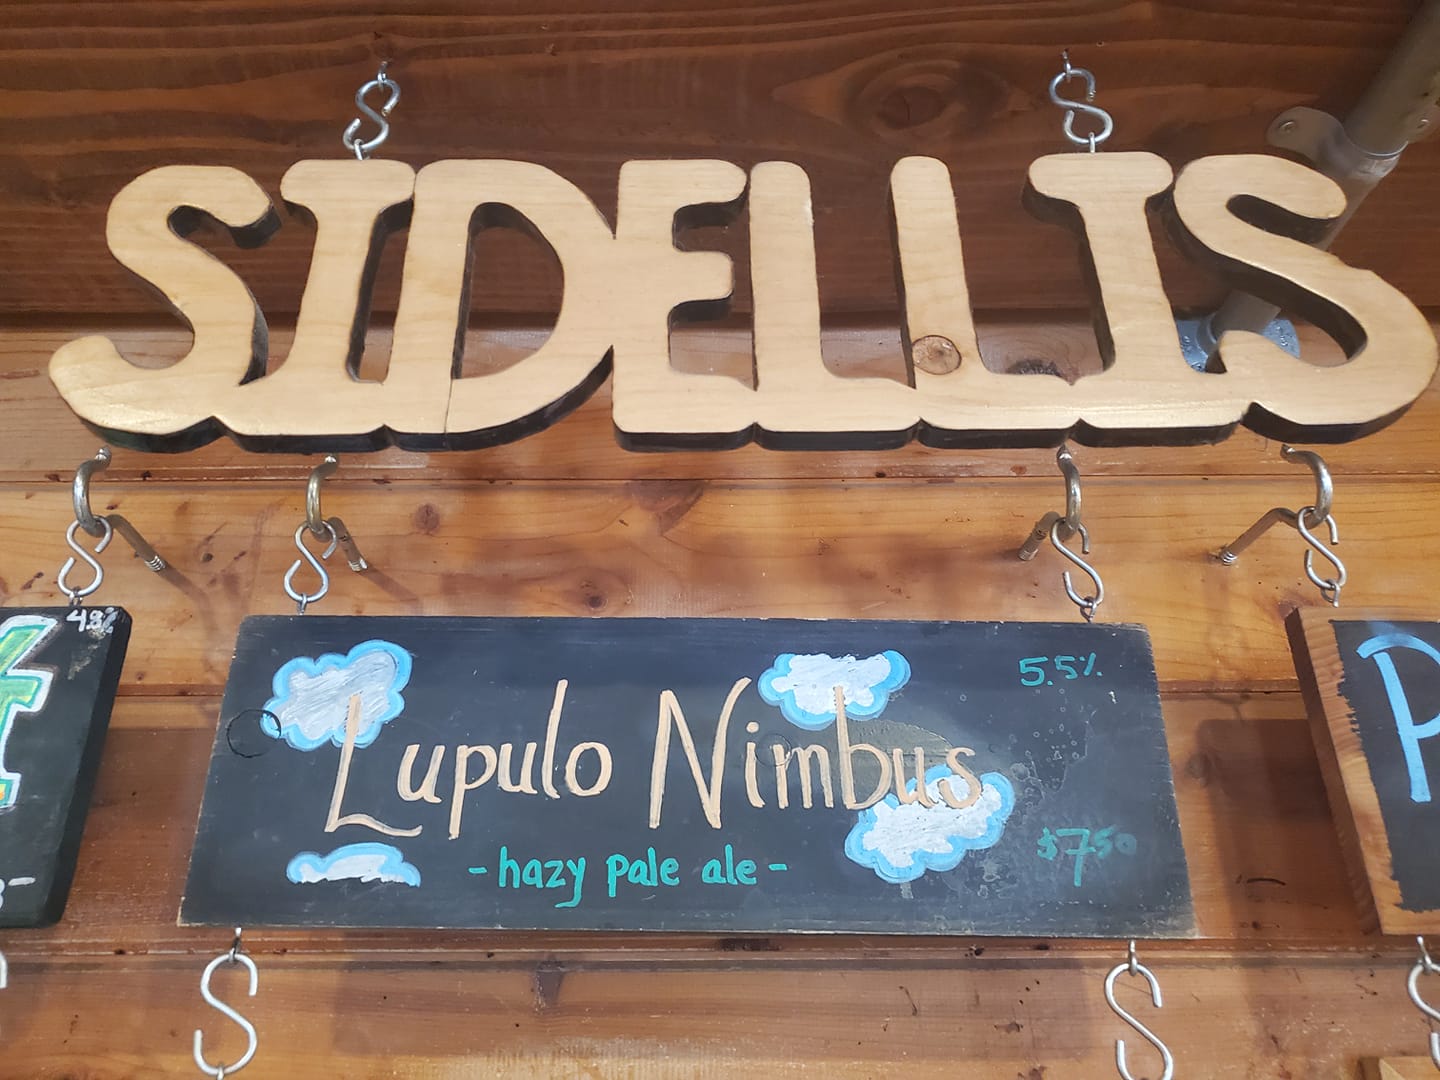 SIDELLIS
Lupulo Nimbus
5.5%
-hazy pale ale-
$7.50
4.8%
P